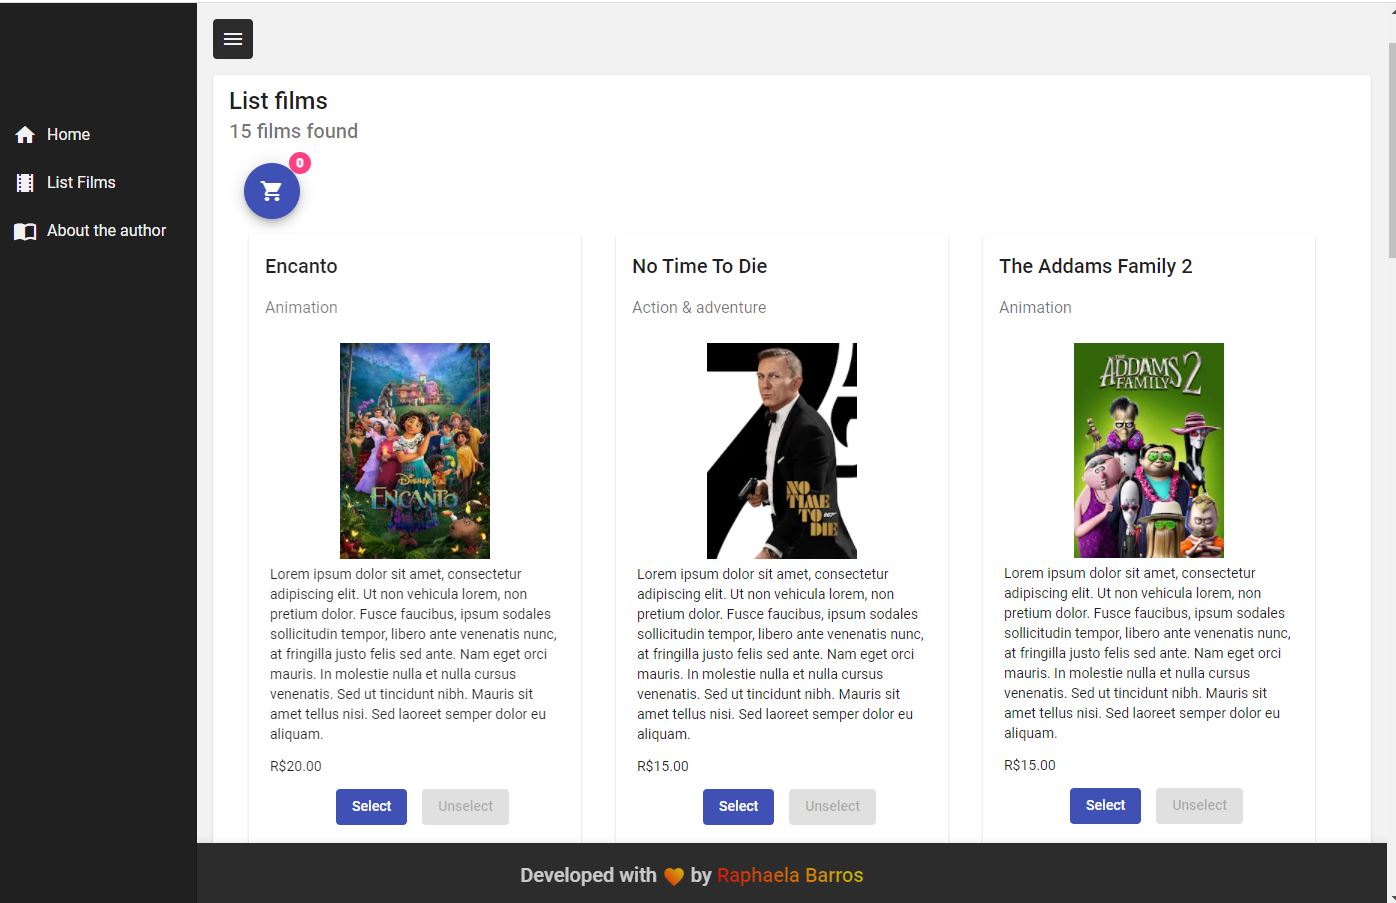 Home
List Films
About the author
List films
15 films found
0
Encanto
Animation
DISNEY
ENCANTO
Lorem ipsum dolor sit amet, consectetur
adipiscing elit. Ut non vehicula lorem, non
pretium dolor. Fusce faucibus, ipsum sodales
sollicitudin tempor, libero ante venenatis nunc,
at fringilla justo felis sed ante. Nam eget orci
mauris. In molestie nulla et nulla cursus
venenatis. Sed ut tincidunt nibh. Mauris sit
amet tellus nisi. Sed laoreet semper dolor eu
aliquam.
R$20.00
Select
Unselect
No Time To Die
Action & adventure
NO
TIME
TO 007
DIE
Lorem ipsum dolor sit amet, consectetur
adipiscing elit. Ut non vehicula lorem, non
pretium dolor. Fusce faucibus, ipsum sodales
sollicitudin tempor, libero ante venenatis nunc,
at fringilla justo felis sed ante. Nam eget orci
mauris. In molestie nulla et nulla cursus
venenatis. Sed ut tincidunt nibh. Mauris sit
amet tellus nisi. Sed laoreet semper dolor eu
aliquam.
R$15.00
Select
Unselect
The Addams Family 2
Animation
THE
ADDAMS
FAMILY 2
Lorem ipsum dolor sit amet, consectetur
adipiscing elit. Ut non vehicula lorem, non
pretium dolor. Fusce faucibus, ipsum sodales
sollicitudin tempor, libero ante venenatis nunc,
at fringilla justo felis sed ante. Nam eget orci
mauris. In molestie nulla et nulla cursus
venenatis. Sed ut tincidunt nibh. Mauris sit
amet tellus nisi. Sed laoreet semper dolor eu
aliquam.
R$15.00
Select
Unselect
Developed with 🧡 by Raphaela Barros